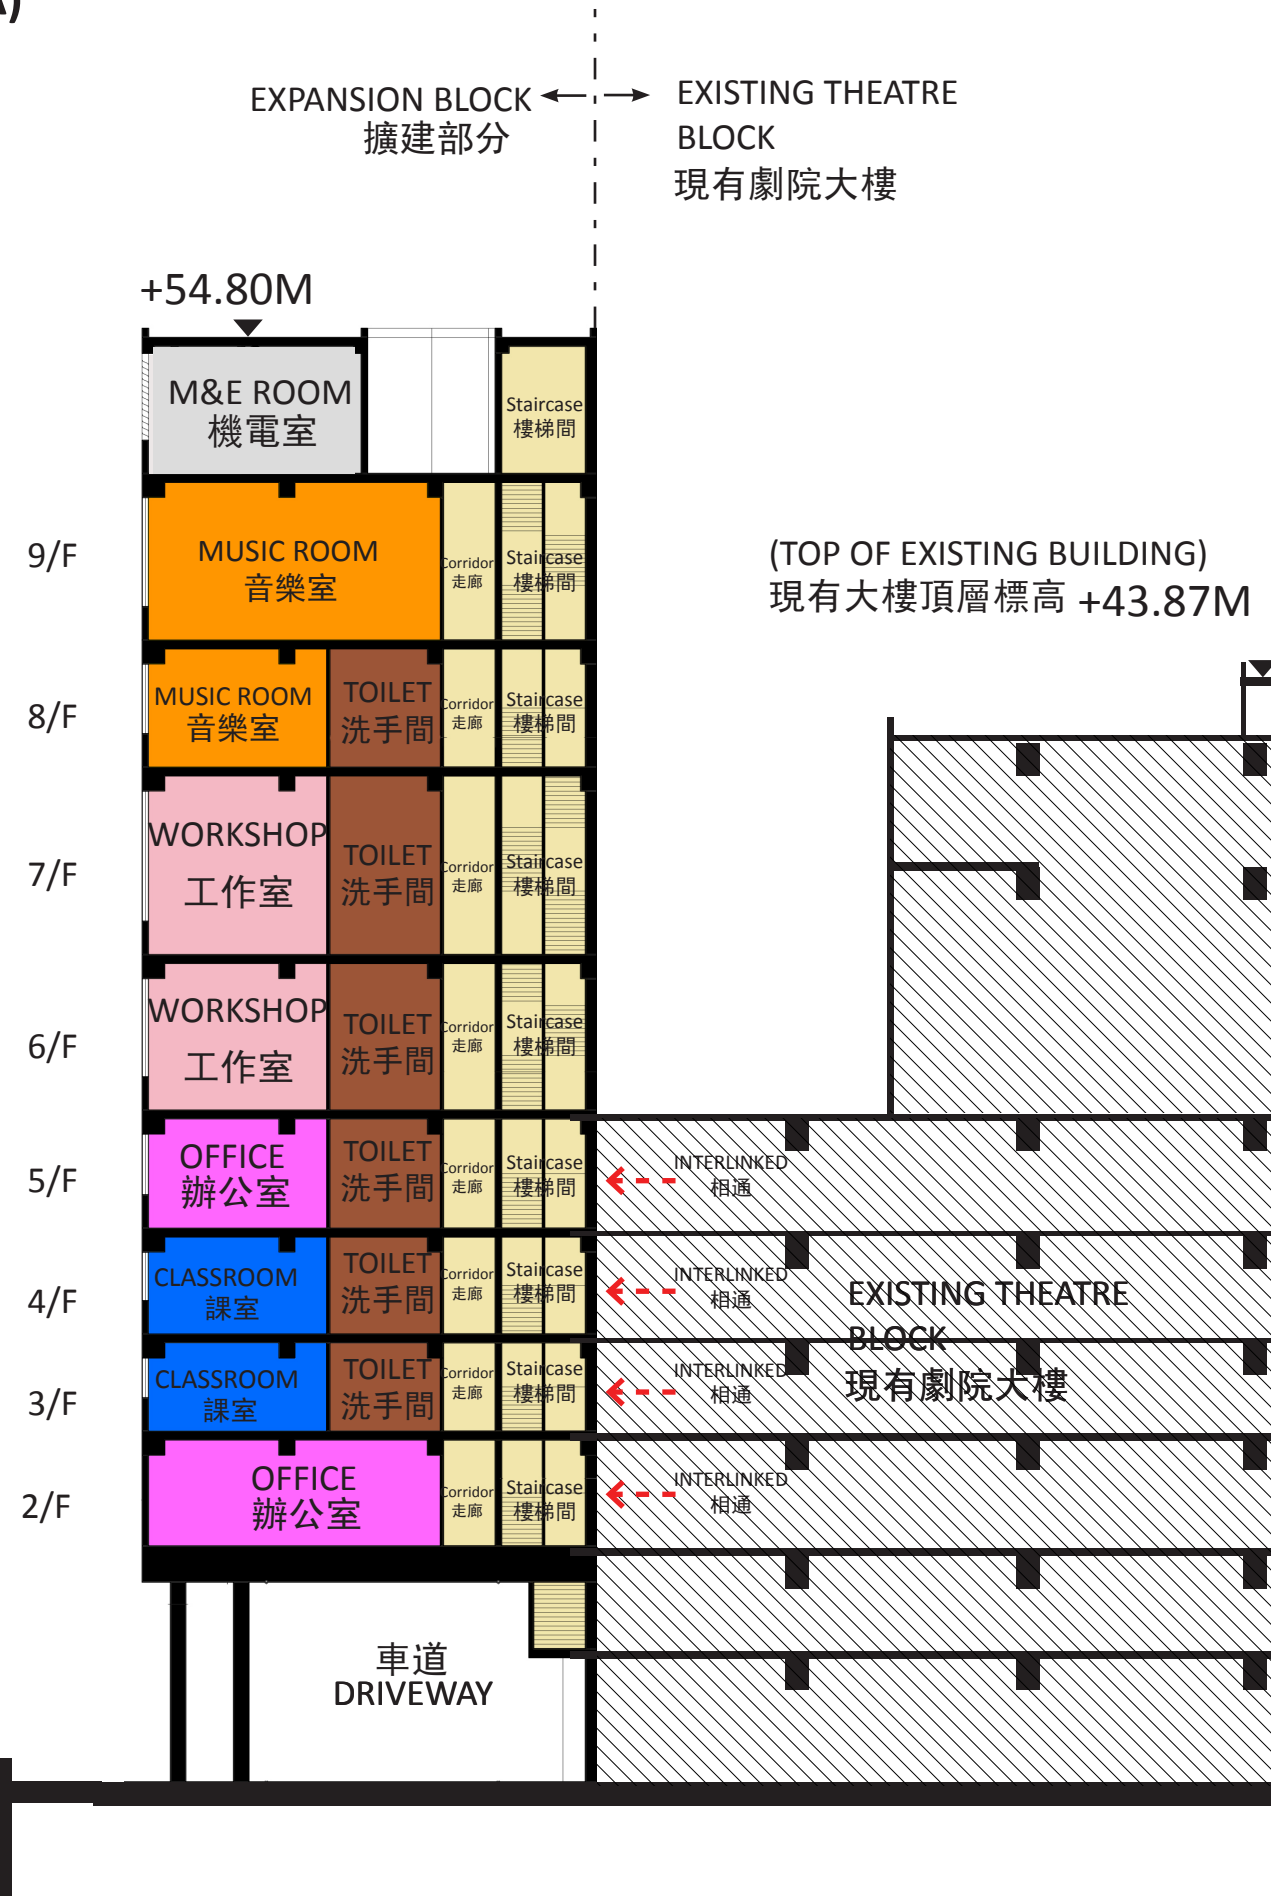 A)
EXPANSION BLOCK
擴建部分
EXISTING THEATRE
BLOCK
現有劇院大樓
+54.80M
M&E ROOM
機電室
Staircase
樓梯間
9/F
MUSIC ROOM
音樂室
Corridor
走廊
Staircase
樓梯間
(TOP OF EXISTING BUILDING)
現有大樓頂層標高 +43.87M
8/F
MUSIC ROOM
音樂室
TOILET
洗手間
Corridor
走廊
Staircase
樓梯間
7/F
WORKSHOP
工作室
TOILET
洗手間
Corridor
走廊
Staircase
樓梯間
6/F
WORKSHOP
工作室
TOILET
洗手間
Corridor
走廊
Staircase
樓梯間
5/F
OFFICE
辦公室
TOILET
洗手間
Corridor
走廊
Staircase
樓梯間
INTERLINKED
相通
4/F
CLASSROOM
課室
TOILET
洗手間
Corridor
走廊
Staircase
樓梯間
INTERLINKED
相通
EXISTING THEATRE
BLOCK
現有劇院大樓
3/F
CLASSROOM
課室
TOILET
洗手間
Corridor
走廊
Staircase
樓梯間
INTERLINKED
相通
2/F
OFFICE
辦公室
Corridor
走廊
Staircase
樓梯間
INTERLINKED
相通
車道
DRIVEWAY